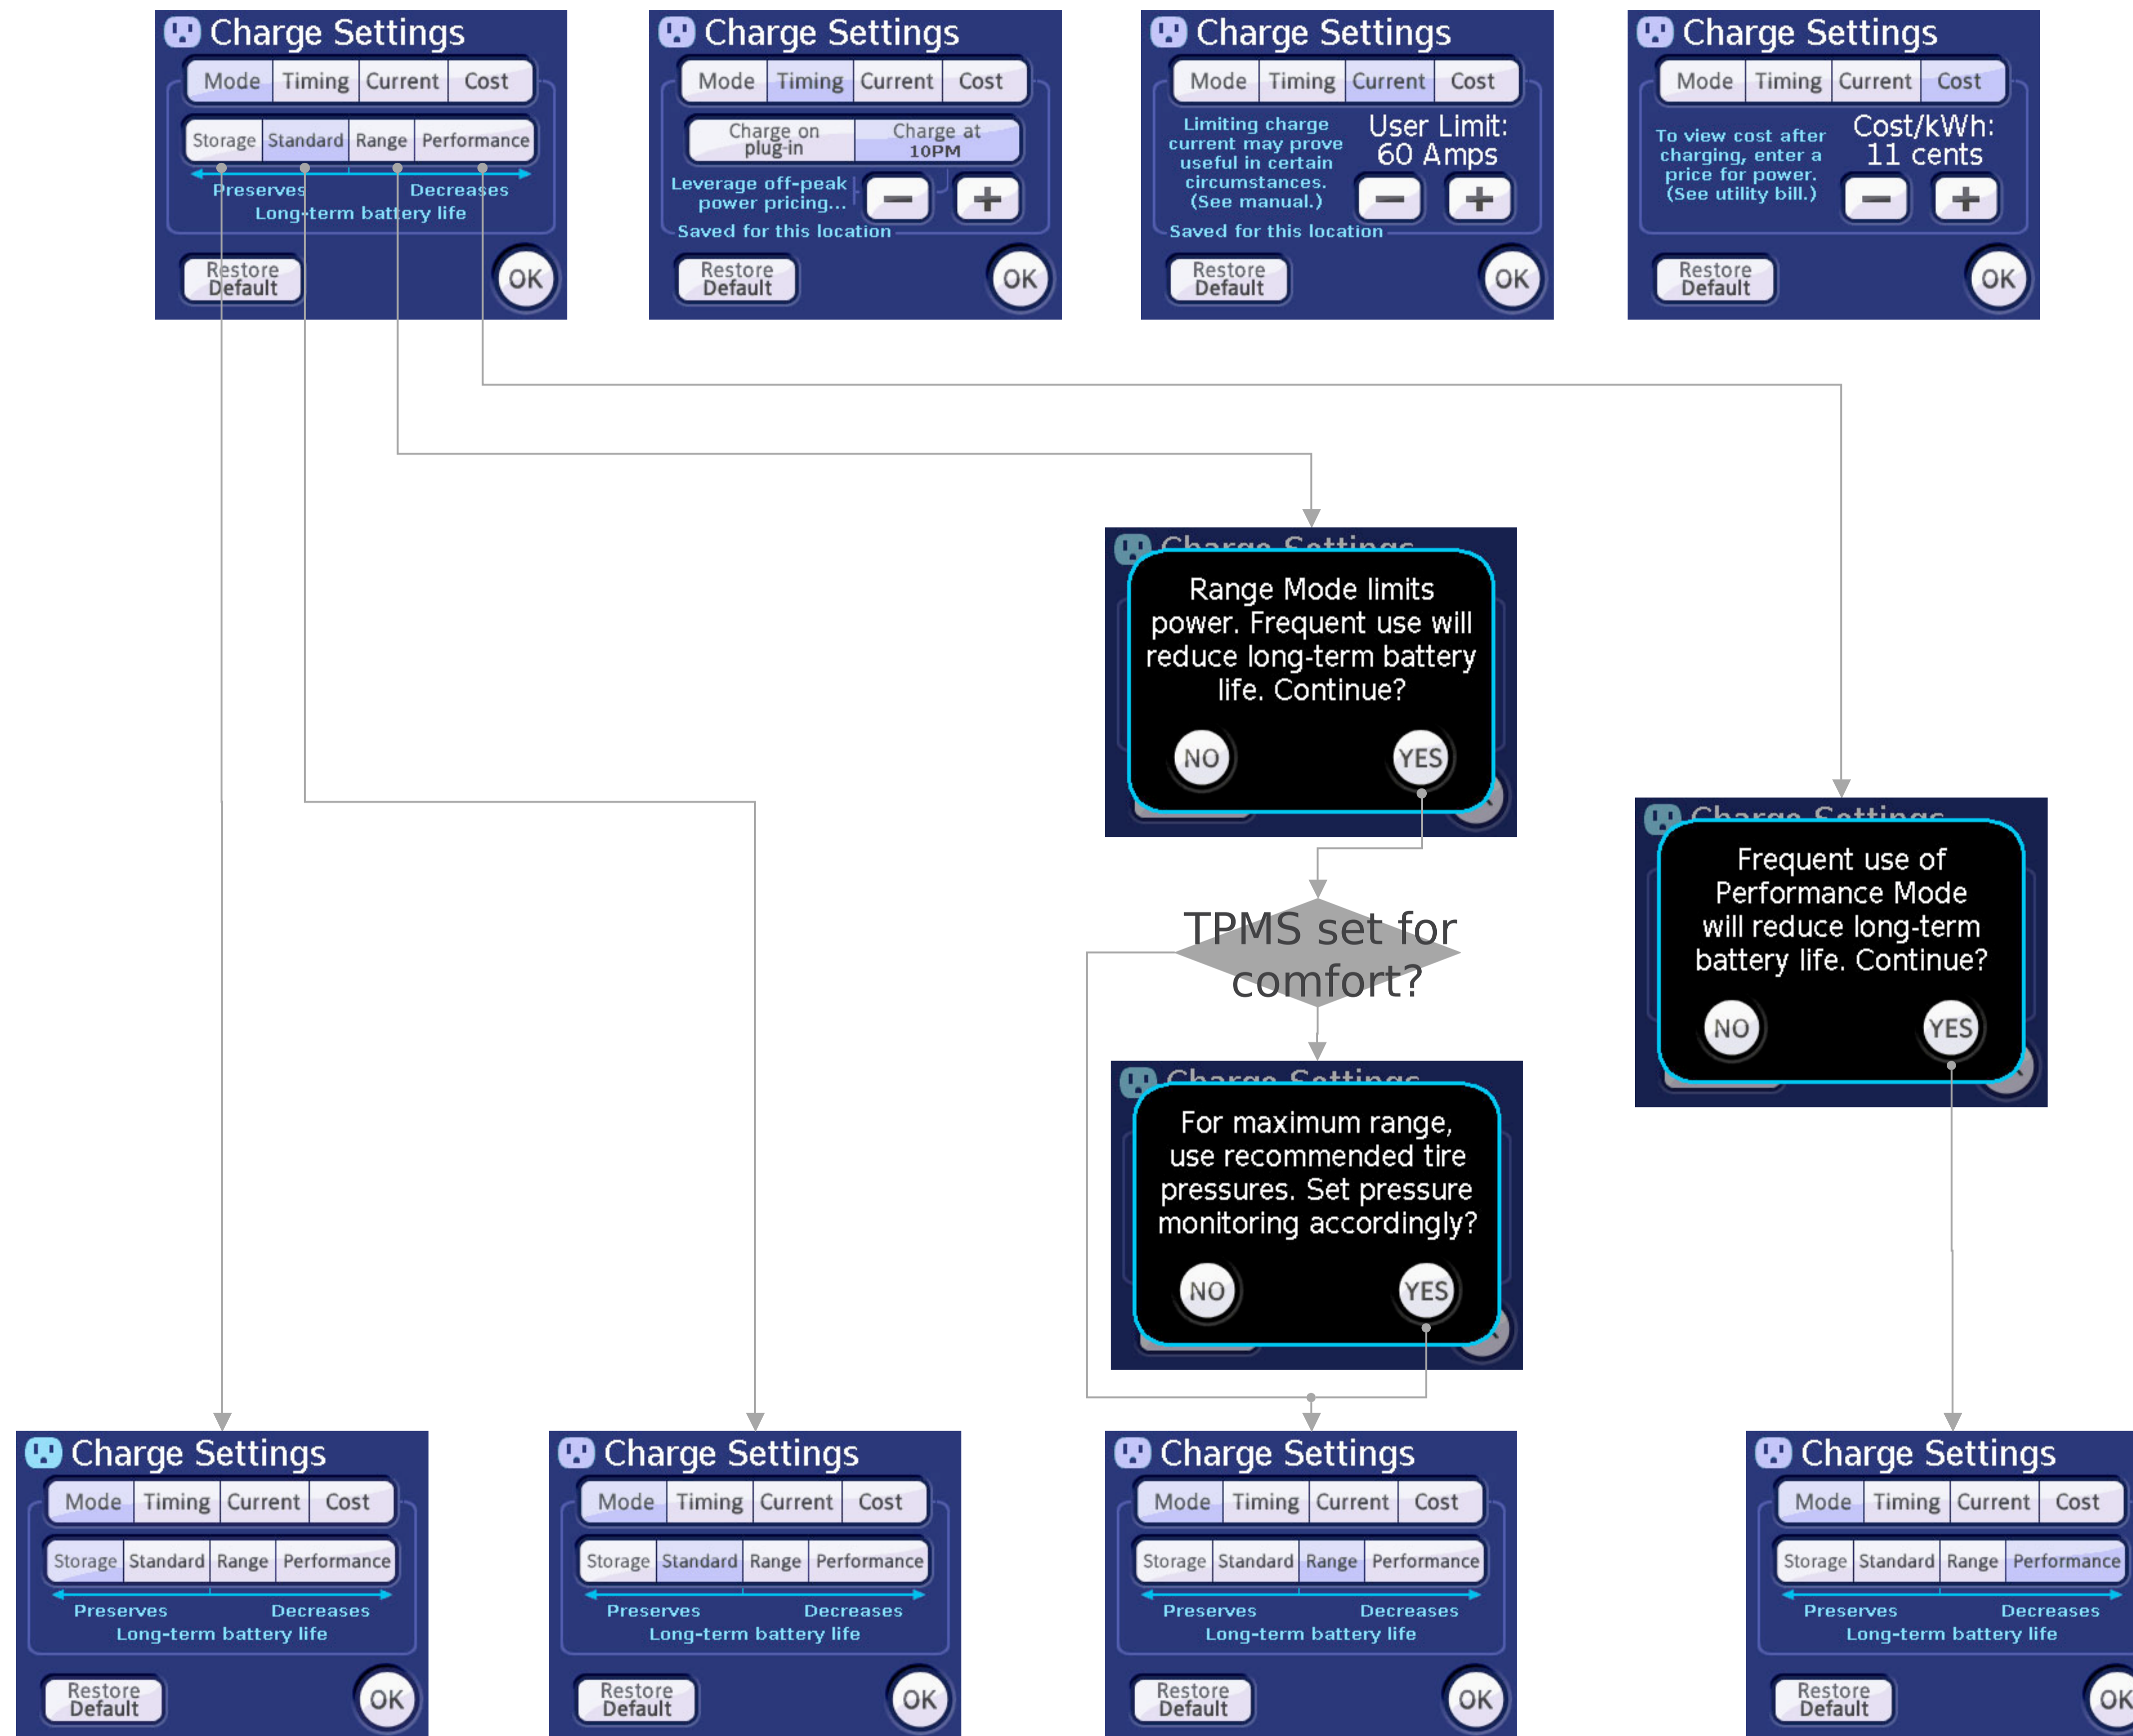 Charge Settings
Mode Timing Current Cost
Storage Standard Range Performance
Preserves Decreases
Long-term battery life
Restore
Default
OK
Charge Settings
Mode Timing Current Cost
Charge on
plug-in
Charge at
10PM
Leverage off-peak
power pricing...
− +
Saved for this location
Restore
Default
OK
Charge Settings
Mode Timing Current Cost
Limiting charge
current may prove
useful in certain
circumstances.
(See manual.)
User Limit:
60 Amps
− +
Saved for this location
Restore
Default
OK
Charge Settings
Mode Timing Current Cost
To view cost after
charging, enter a
price for power.
(See utility bill.)
Cost/kWh:
11 cents
− +
Restore
Default
OK
Charge Settings
Range Mode limits
power. Frequent use will
reduce long-term battery
life. Continue?
NO YES
Charge Settings
Frequent use of
Performance Mode
will reduce long-term
battery life. Continue?
NO YES
TPMS set for
comfort?
Charge Settings
For maximum range,
use recommended tire
pressures. Set pressure
monitoring accordingly?
NO YES
Charge Settings
Mode Timing Current Cost
Storage Standard Range Performance
Preserves Decreases
Long-term battery life
Restore
Default
OK
Charge Settings
Mode Timing Current Cost
Storage Standard Range Performance
Preserves Decreases
Long-term battery life
Restore
Default
OK
Charge Settings
Mode Timing Current Cost
Storage Standard Range Performance
Preserves Decreases
Long-term battery life
Restore
Default
OK
Charge Settings
Mode Timing Current Cost
Storage Standard Range Performance
Preserves Decreases
Long-term battery life
Restore
Default
OK